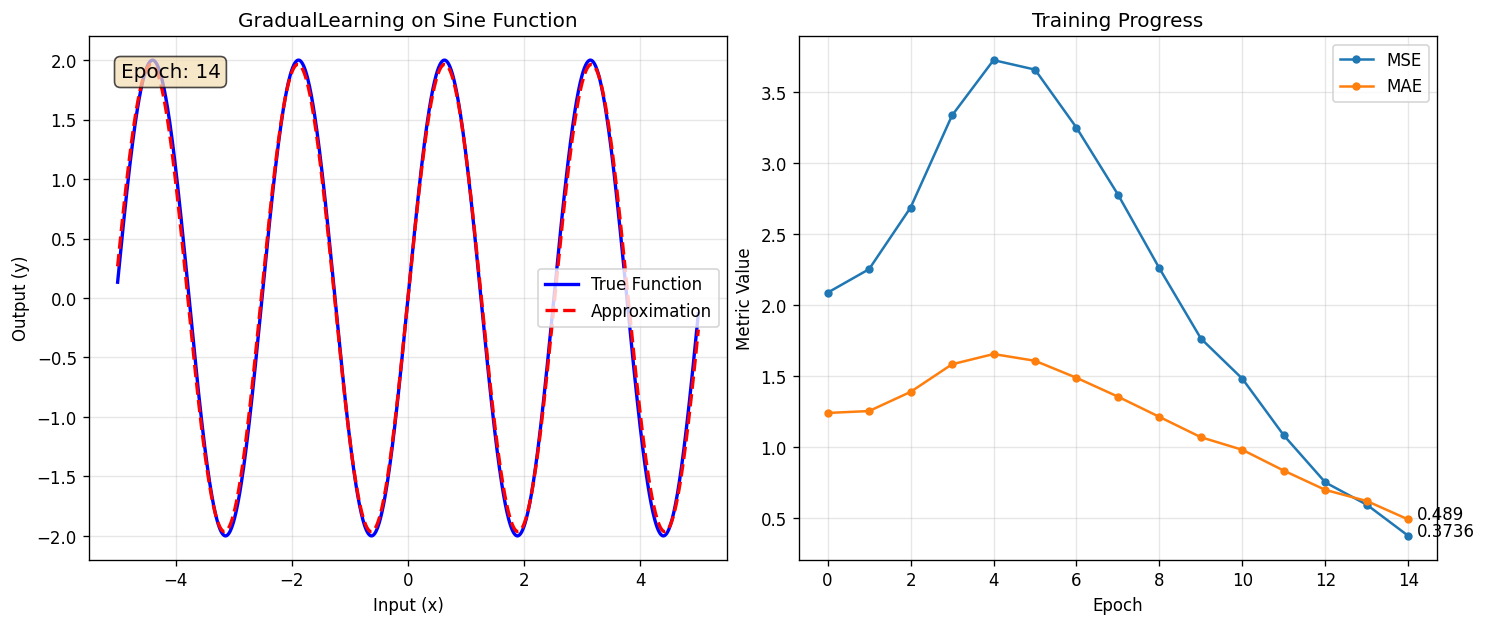 GradualLearning on Sine Function
Epoch: 14
2.0
1.5
1.0
0.5
0.0
−0.5
−1.0
−1.5
−2.0
Output (y)
True Function
Approximation
−4
−2
0
2
4
Input (x)
Training Progress
MSE
MAE
3.5
3.0
2.5
2.0
1.5
1.0
0.5
Metric Value
0.489
0.3736
0
2
4
6
8
10
12
14
Epoch